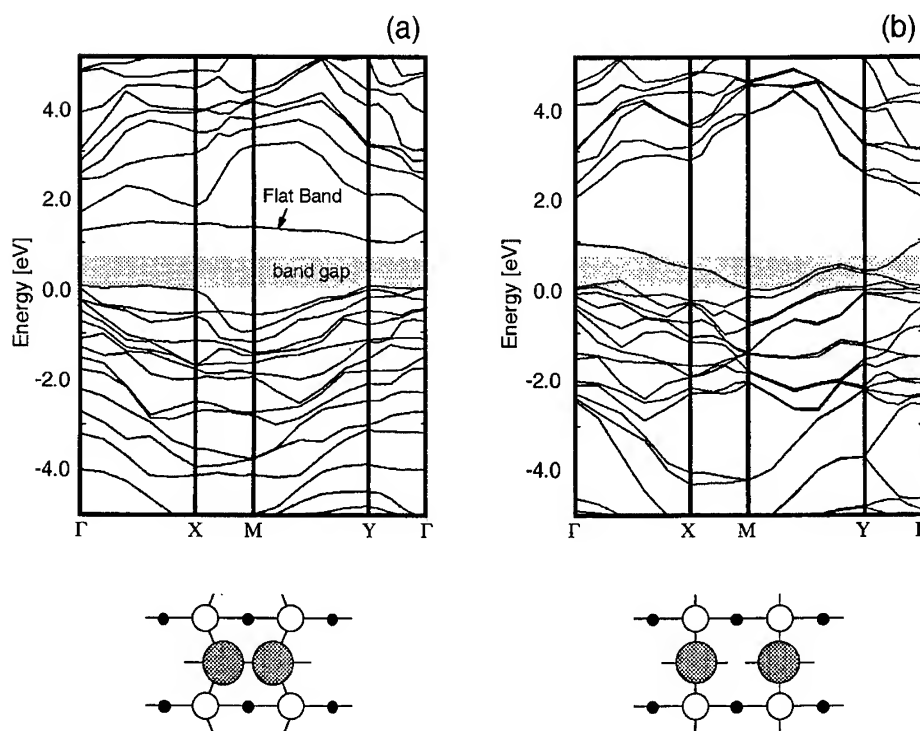 (a)
(b)
4.0
2.0
0.0
-2.0
-4.0
Energy [eV]
Flat Band
band gap
Γ X M Y Γ
4.0
2.0
0.0
-2.0
-4.0
Energy [eV]
Γ X M Y